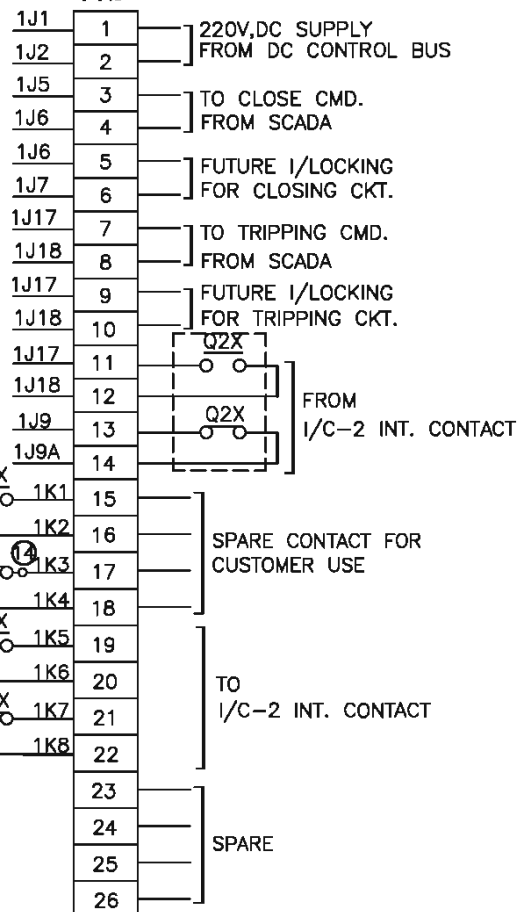 1J1 1 220V,DC SUPPLY
1J2 2 FROM DC CONTROL BUS
1J5 3 TO CLOSE CMD.
1J6 4 FROM SCADA
1J6 5 FUTURE I/LOCKING
1J7 6 FOR CLOSING CKT.
1J17 7 TO TRIPPING CMD.
1J18 8 FROM SCADA
1J17 9 FUTURE I/LOCKING
1J18 10 FOR TRIPPING CKT.
Q2X
1J17 11
1J18 12 FROM
1J9 13 Q2X I/C-2 INT. CONTACT
1J9A 14
X
1K1 15
1K2 16 SPARE CONTACT FOR
14 1K3 17 CUSTOMER USE
1K4 18
X
1K5 19
1K6 20 TO
X 1K7 21 I/C-2 INT. CONTACT
1K8 22
23
24 SPARE
25
26